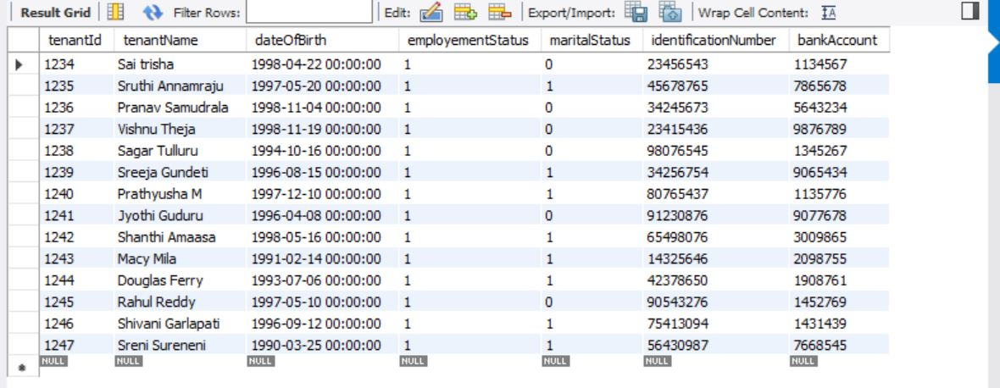 Result Grid Filter Rows: Edit: Export/Import: Wrap Cell Content: IA
tenantId tenantName dateOfBirth employementStatus maritalStatus identificationNumber bankAccount
1234 Sai trisha 1998-04-22 00:00:00 1 0 23456543 1134567
1235 Sruthi Annamraju 1997-05-20 00:00:00 1 1 45678765 7865678
1236 Pranav Samudrala 1998-11-04 00:00:00 1 0 34245673 5643234
1237 Vishnu Theja 1998-11-19 00:00:00 1 0 23415436 9876789
1238 Sagar Tulluru 1994-10-16 00:00:00 1 0 98076545 1345267
1239 Sreeja Gundeti 1996-08-15 00:00:00 1 1 34256754 9065434
1240 Prathyusha M 1997-12-10 00:00:00 1 1 80765437 1135776
1241 Jyothi Guduru 1996-04-08 00:00:00 1 0 91230876 9077678
1242 Shanthi Amaasa 1998-05-16 00:00:00 1 1 65498076 3009865
1243 Macy Mila 1991-02-14 00:00:00 1 1 14325646 2098755
1244 Douglas Ferry 1993-07-06 00:00:00 1 1 42378650 1908761
1245 Rahul Reddy 1997-05-10 00:00:00 1 0 90543276 1452769
1246 Shivani Garlapati 1996-09-12 00:00:00 1 1 75413094 1431439
1247 Sreni Sureneni 1990-03-25 00:00:00 1 1 56430987 7668545
NULL NULL NULL NULL NULL NULL NULL